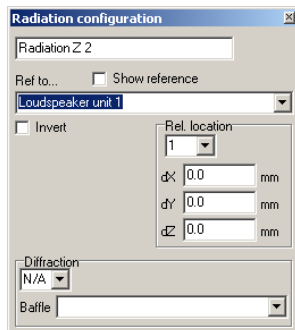 Radiation configuration
Radiation Z 2
Ref to... Show reference
Loudspeaker unit 1
Invert
Rel. location
1
dX 0.0 mm
dY 0.0 mm
dZ 0.0 mm
Diffraction
N/A
Baffle